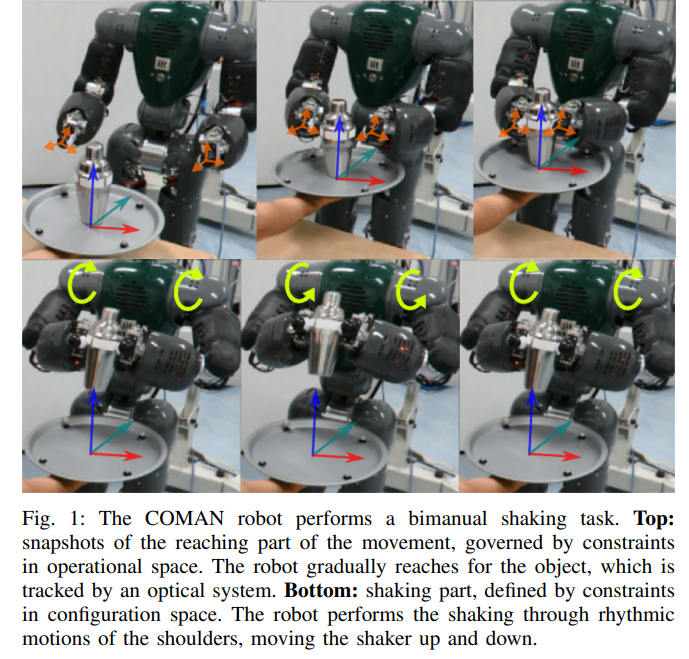 iit
iit
iit
Fig. 1: The COMAN robot performs a bimanual shaking task. Top:
snapshots of the reaching part of the movement, governed by constraints
in operational space. The robot gradually reaches for the object, which is
tracked by an optical system. Bottom: shaking part, defined by constraints
in configuration space. The robot performs the shaking through rhythmic
motions of the shoulders, moving the shaker up and down.